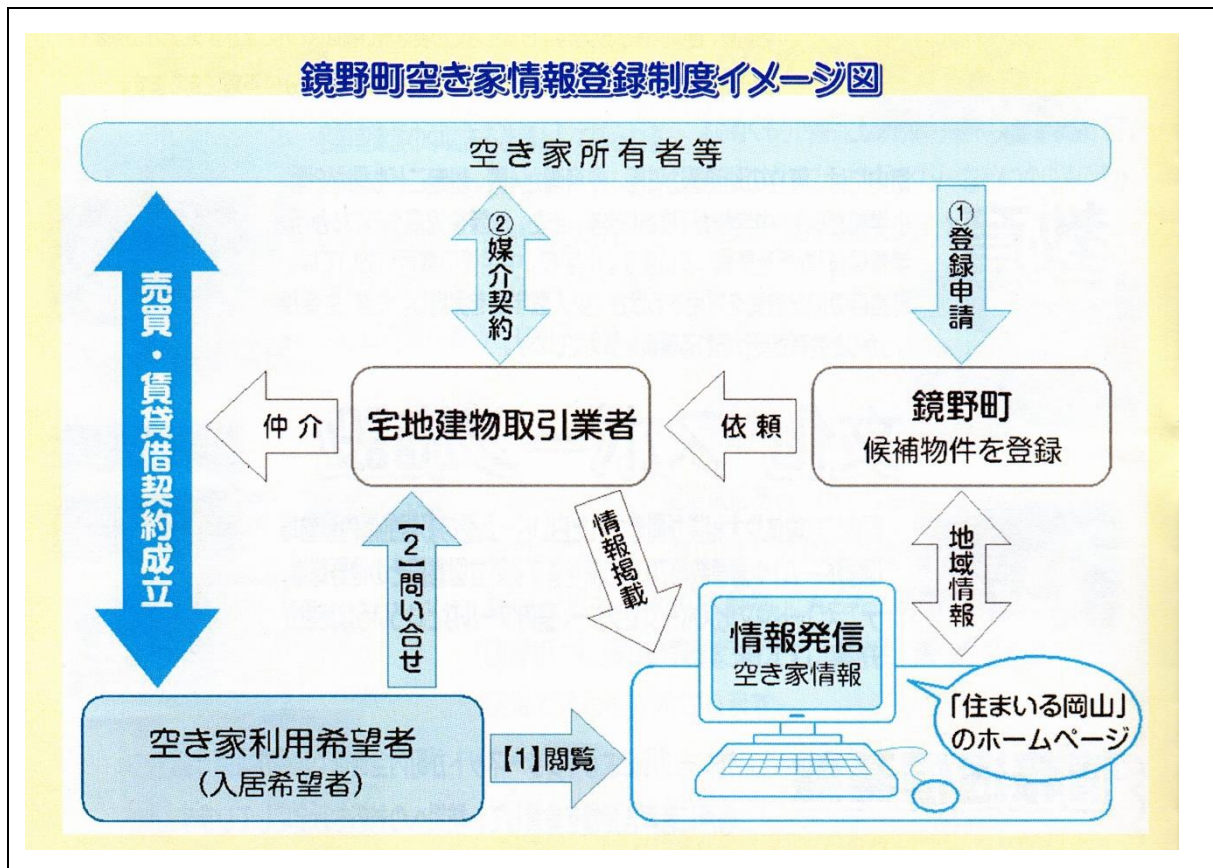 鏡野町空き家情報登録制度イメージ図
空き家所有者等
①登録申請
②媒介契約
売買・賃貸借契約成立
仲介
宅地建物取引業者
依頼
鏡野町
候補物件を登録
【2】問い合せ
情報掲載
地域情報
情報発信
空き家情報
「住まいる岡山」
のホームページ
空き家利用希望者
(入居希望者)
【1】閲覧